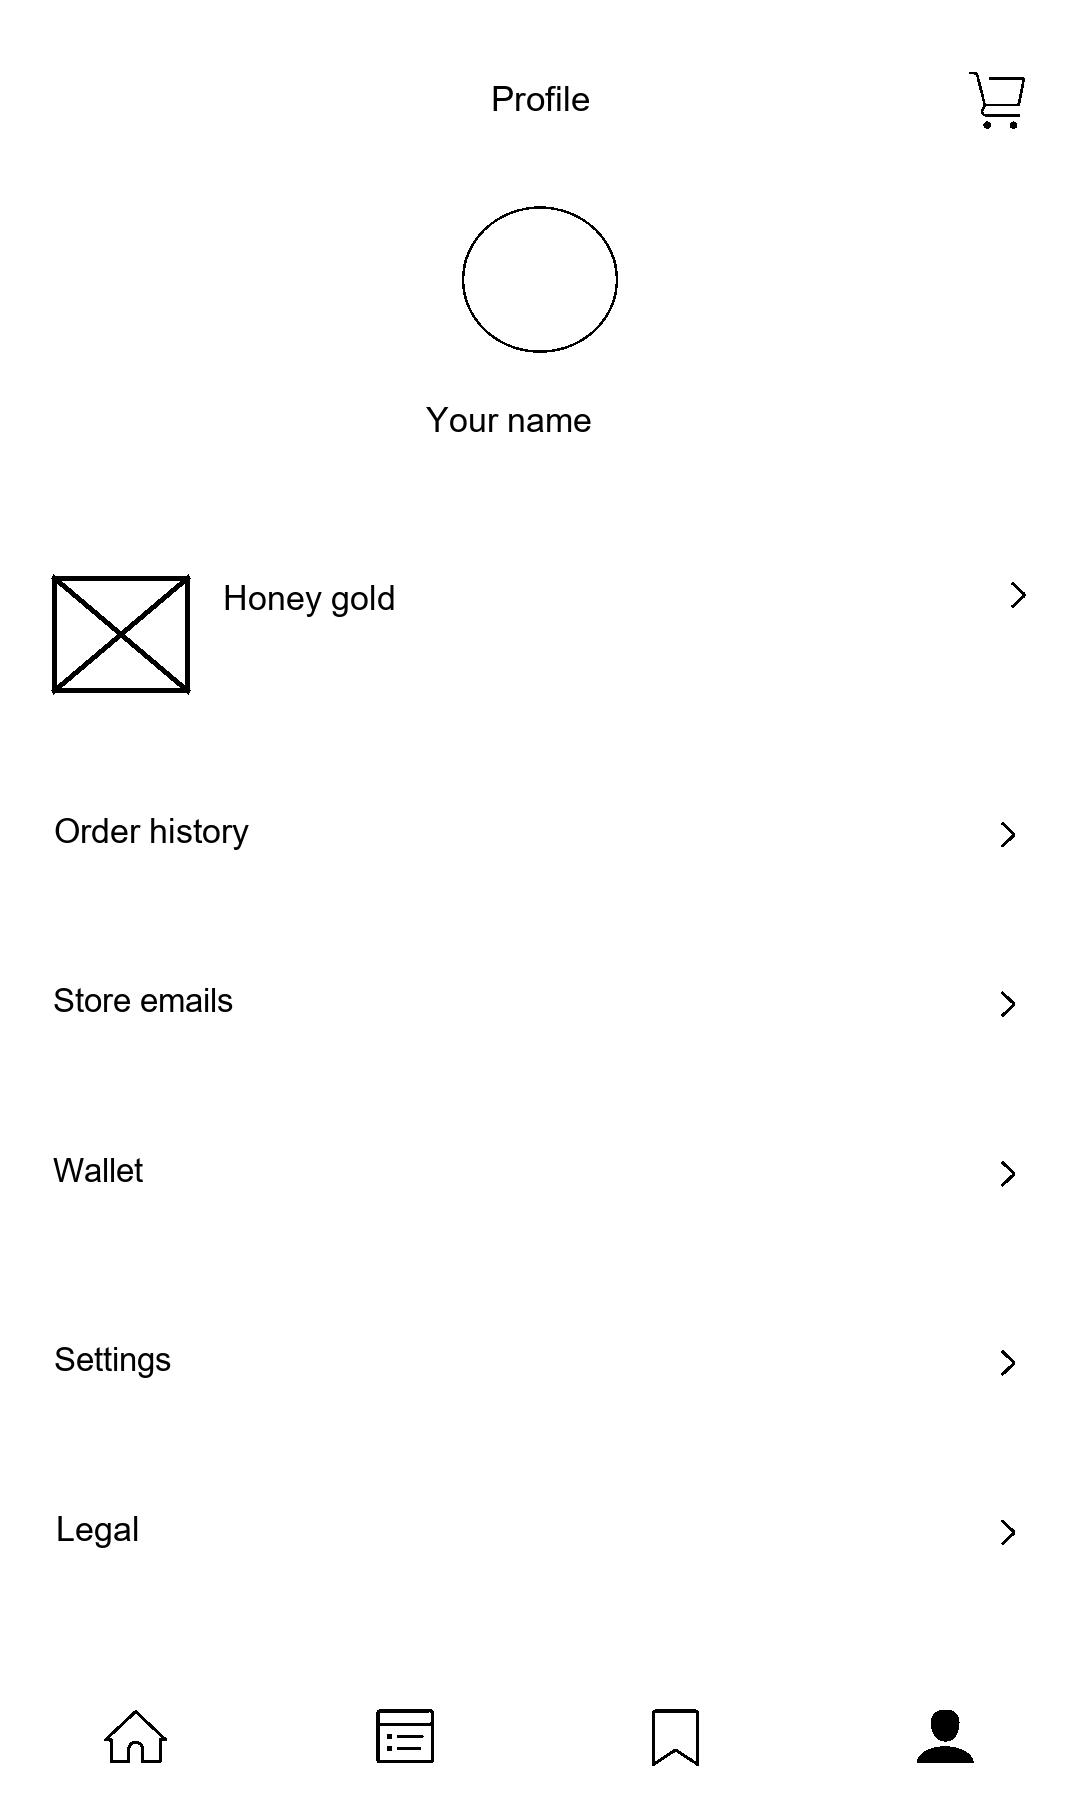 Profile
Your name
Honey gold
Order history
Store emails
Wallet
Settings
Legal